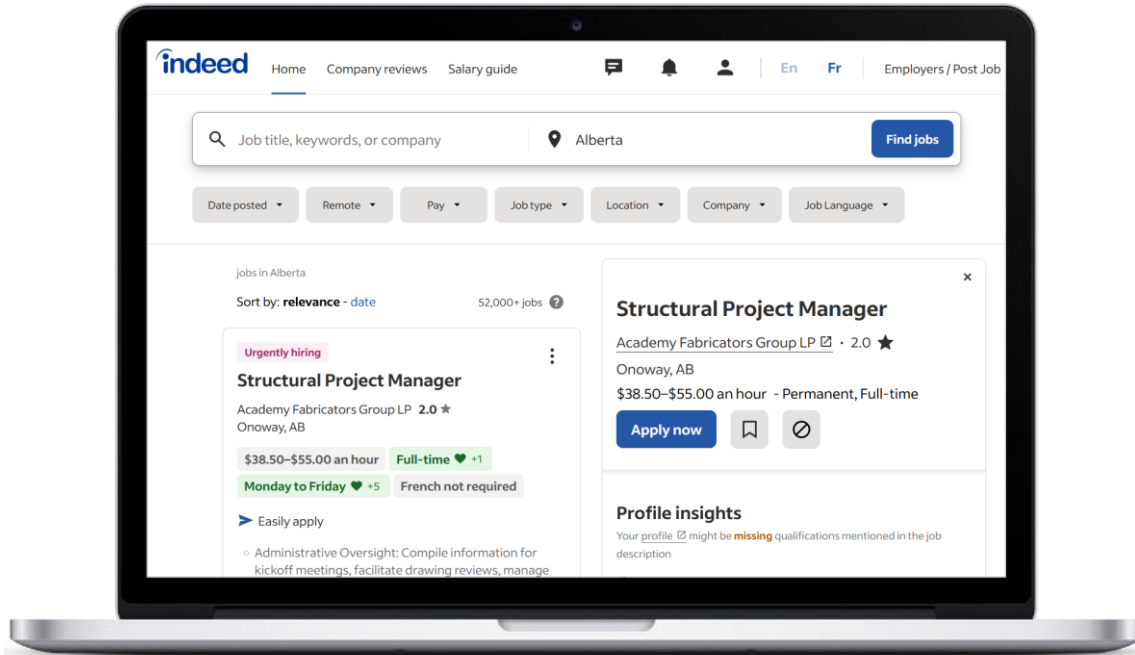 indeed
Home Company reviews Salary guide En Fr Employers / Post Job
Job title, keywords, or company Alberta Find jobs
Date posted Remote Pay Job type Location Company Job Language
jobs in Alberta
Sort by: relevance - date 52,000+ jobs ?
Urgently hiring
Structural Project Manager
Academy Fabricators Group LP 2.0 ★
Onoway, AB
$38.50–$55.00 an hour Full-time ♥ +1
Monday to Friday ♥ +5 French not required
Easily apply
Administrative Oversight: Compile information for
kickoff meetings, facilitate drawing reviews, manage
×
Structural Project Manager
Academy Fabricators Group LP · 2.0 ★
Onoway, AB
$38.50–$55.00 an hour - Permanent, Full-time
Apply now
Profile insights
Your profile might be missing qualifications mentioned in the job
description